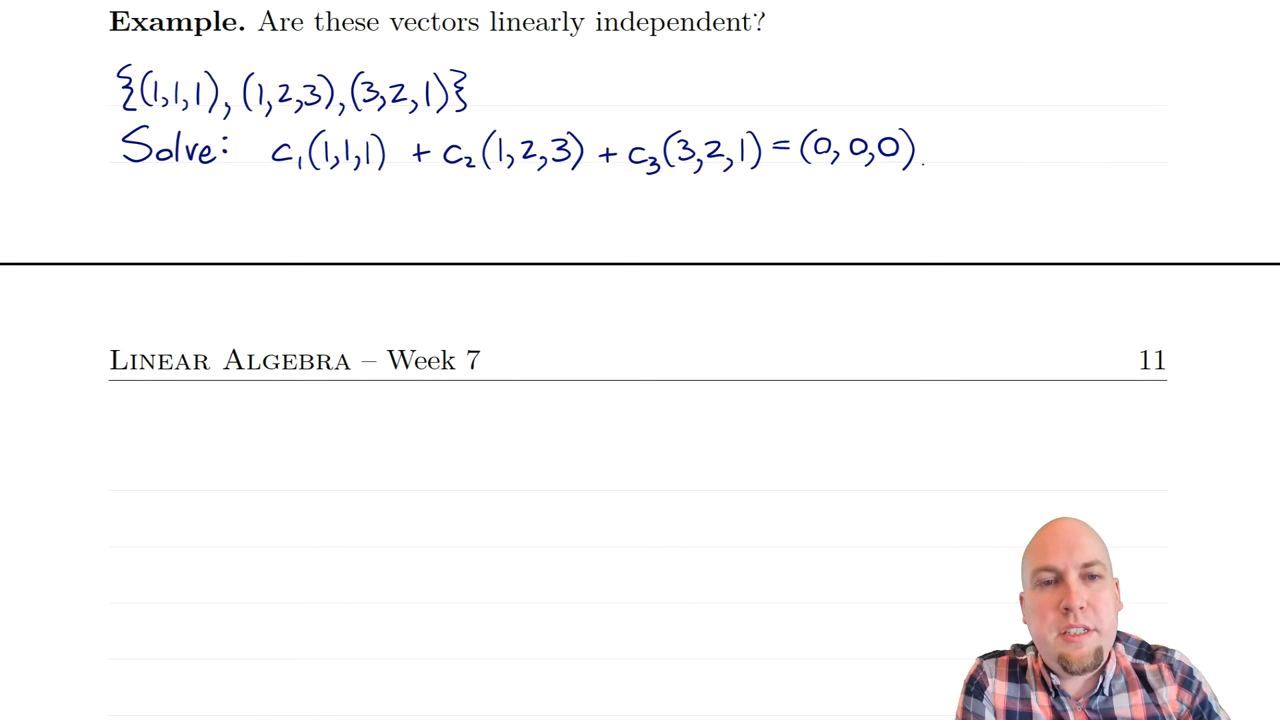 Example. Are these vectors linearly independent?
{(1,1,1), (1,2,3), (3,2,1)}
Solve: c₁(1,1,1) + c₂(1,2,3) + c₃(3,2,1) = (0,0,0).
Linear Algebra – Week 7 11